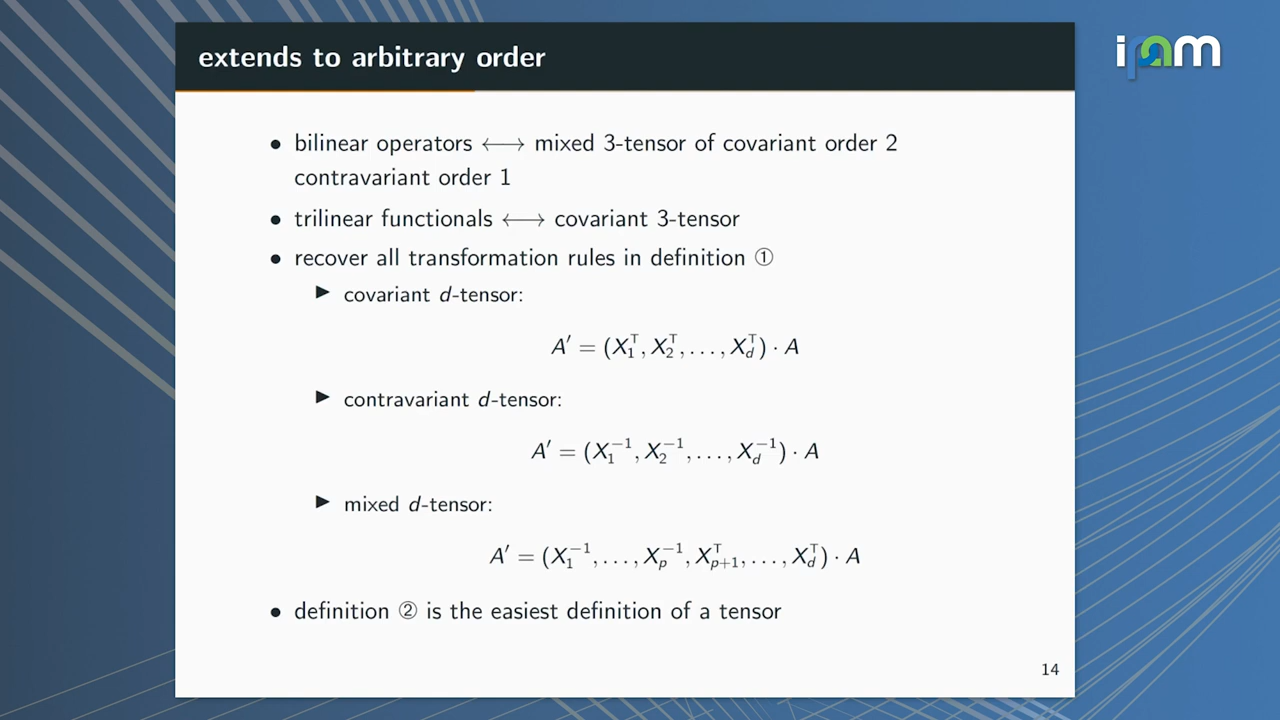 extends to arbitrary order
ipam
• bilinear operators ⟷ mixed 3-tensor of covariant order 2
contravariant order 1
• trilinear functionals ⟷ covariant 3-tensor
• recover all transformation rules in definition ①
▶ covariant d-tensor:
A′ = (X₁ᵀ, X₂ᵀ, . . . , X_dᵀ) · A
▶ contravariant d-tensor:
A′ = (X₁⁻¹, X₂⁻¹, . . . , X_d⁻¹) · A
▶ mixed d-tensor:
A′ = (X₁⁻¹, . . . , X_p⁻¹, X_{p+1}ᵀ, . . . , X_dᵀ) · A
• definition ② is the easiest definition of a tensor
14